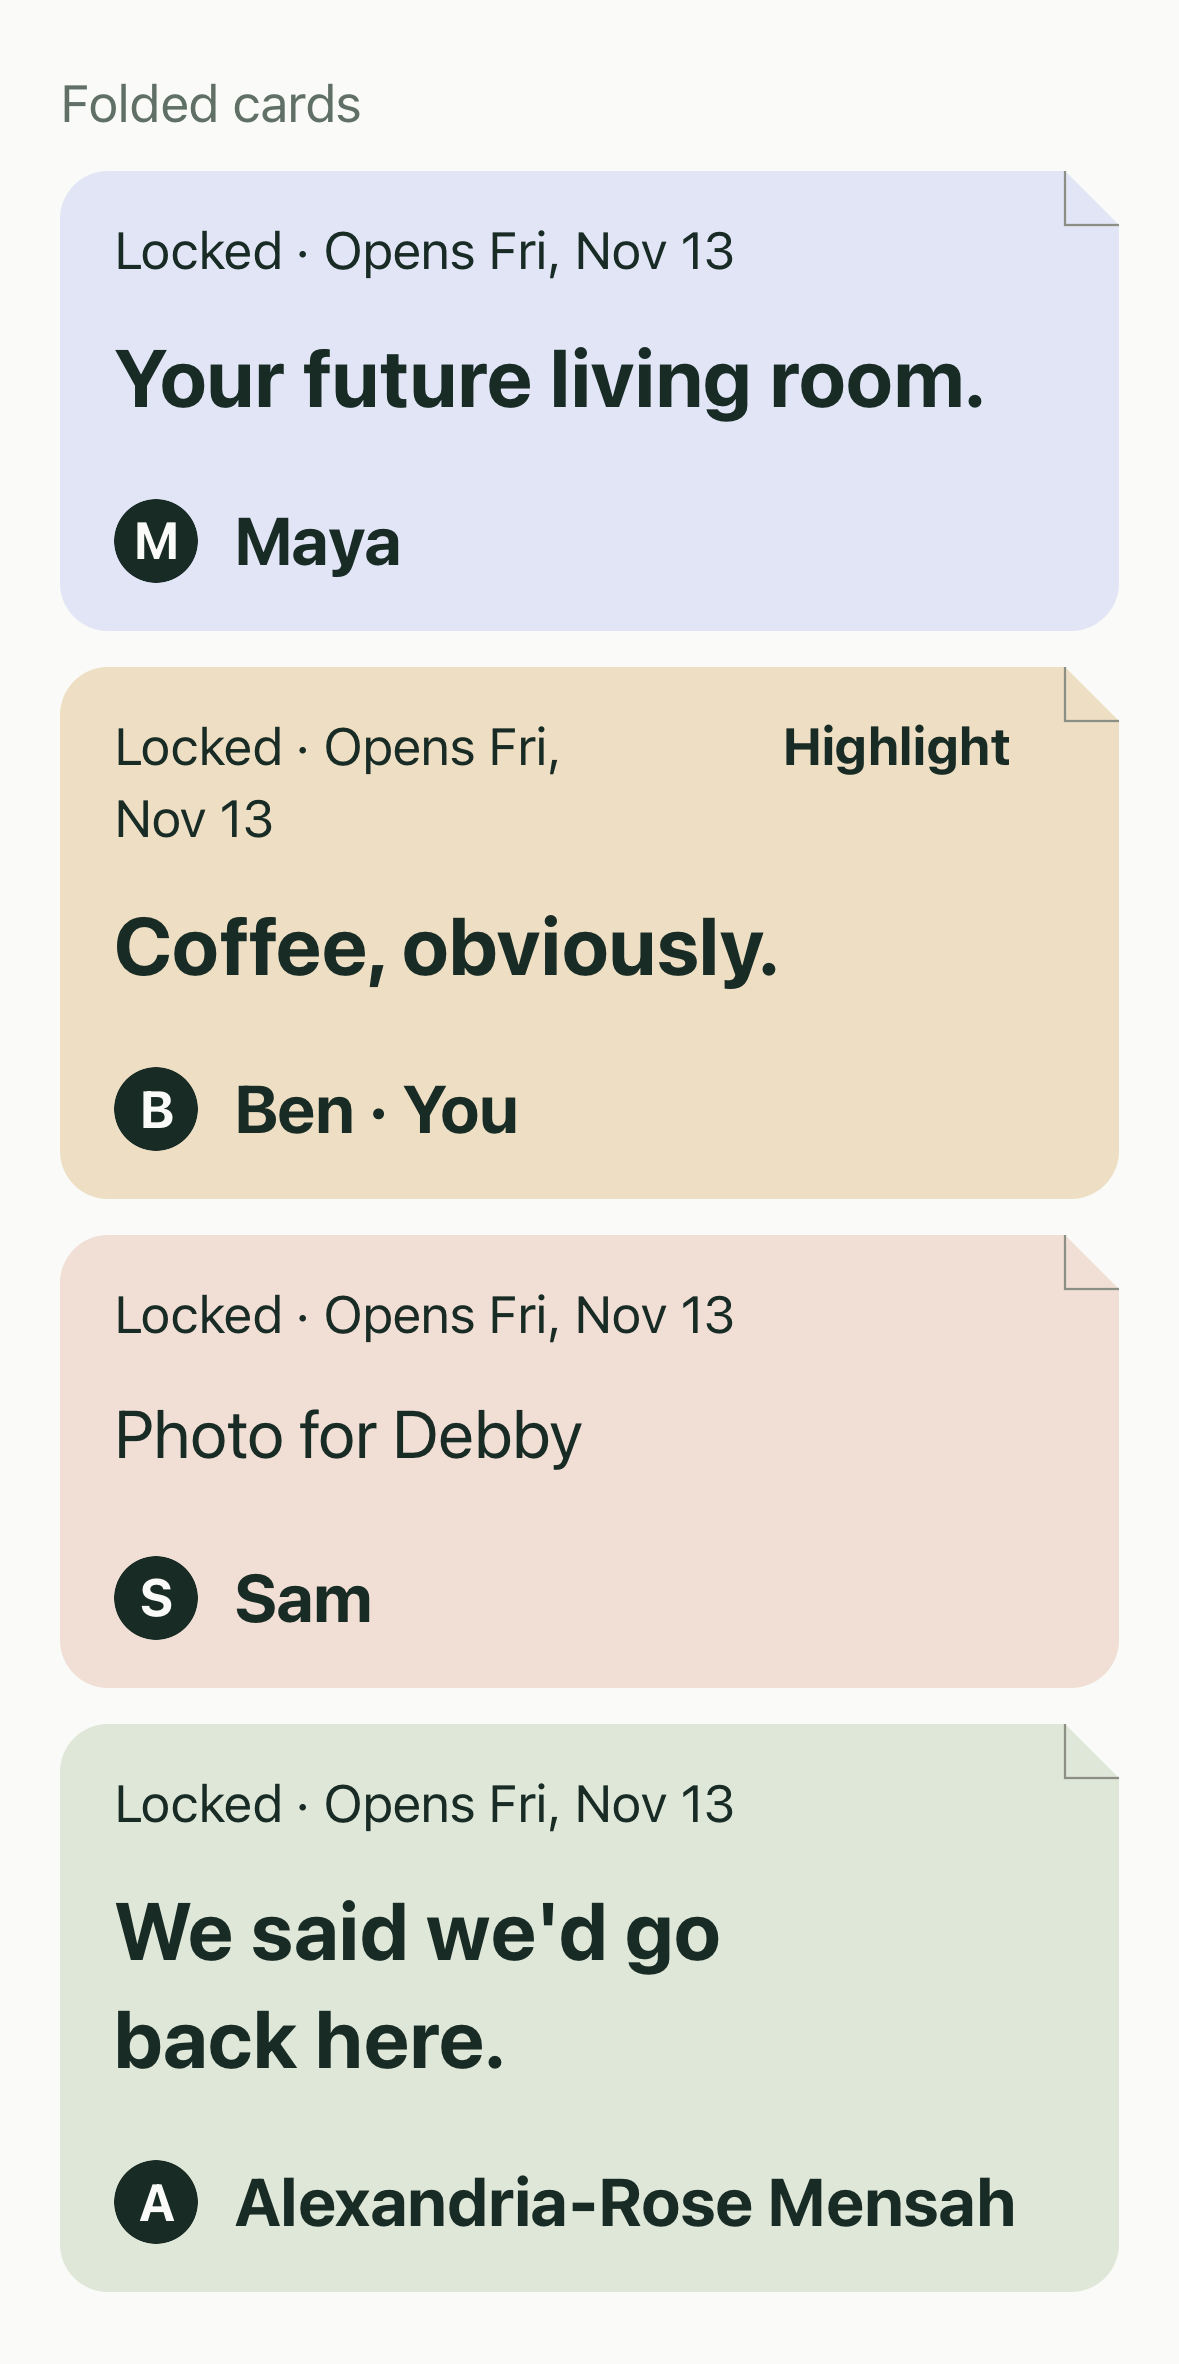 Folded cards
Locked · Opens Fri, Nov 13
Your future living room.
M Maya
Locked · Opens Fri, Nov 13
Highlight
Coffee, obviously.
B Ben · You
Locked · Opens Fri, Nov 13
Photo for Debby
S Sam
Locked · Opens Fri, Nov 13
We said we'd go
back here.
A Alexandria-Rose Mensah